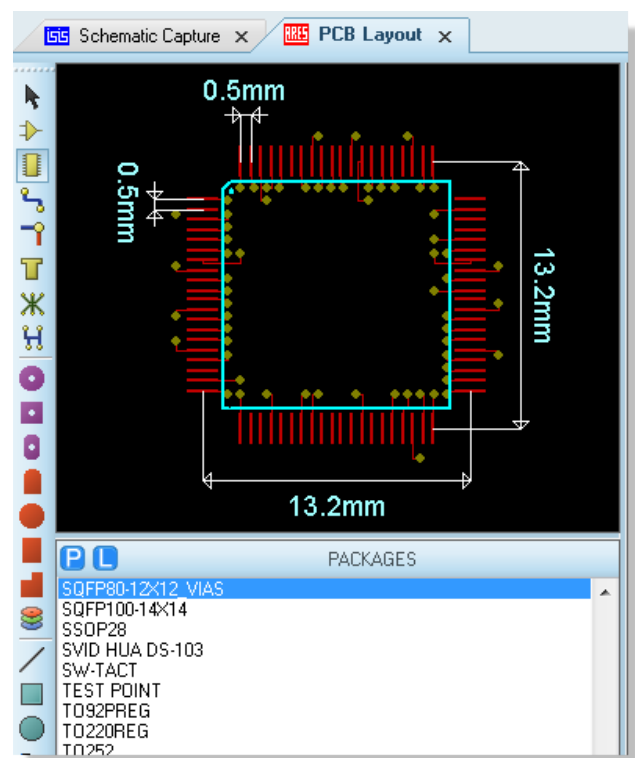 isis Schematic Capture x ARES PCB Layout x
0.5mm
0.5mm
13.2mm
13.2mm
P L PACKAGES
SQFP80-12X12_VIAS
SQFP100-14X14
SSOP28
SVID HUA DS-103
SW-TACT
TEST POINT
TO92PREG
TO220REG
TO252